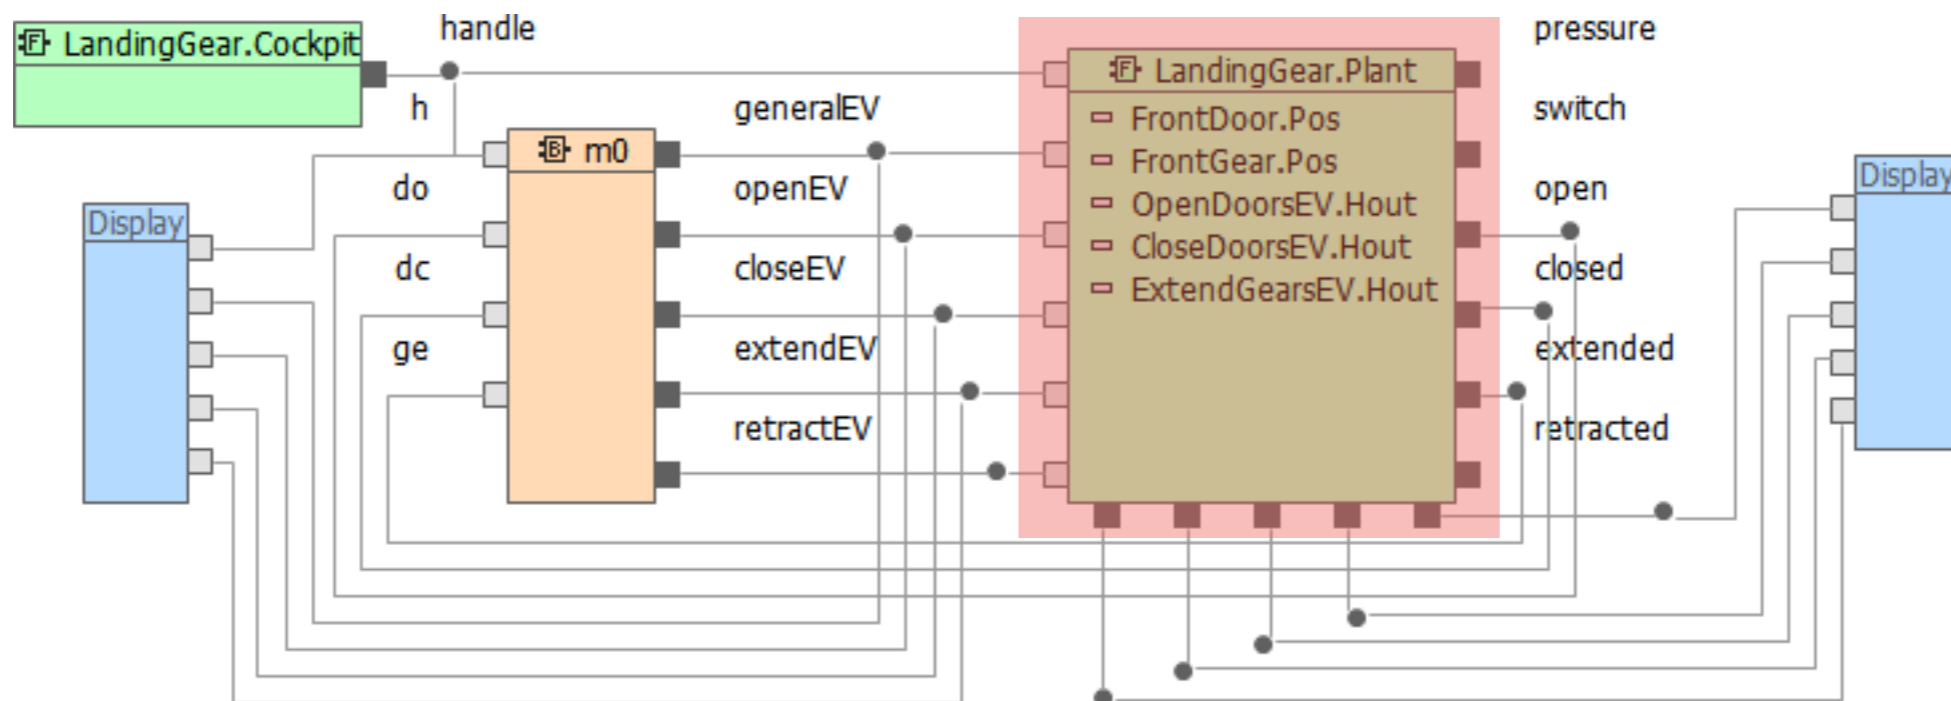 LandingGear.Cockpit
handle
h
do
dc
ge
Display
m0
generalEV
openEV
closeEV
extendEV
retractEV
LandingGear.Plant
FrontDoor.Pos
FrontGear.Pos
OpenDoorsEV.Hout
CloseDoorsEV.Hout
ExtendGearsEV.Hout
pressure
switch
open
closed
extended
retracted
Display